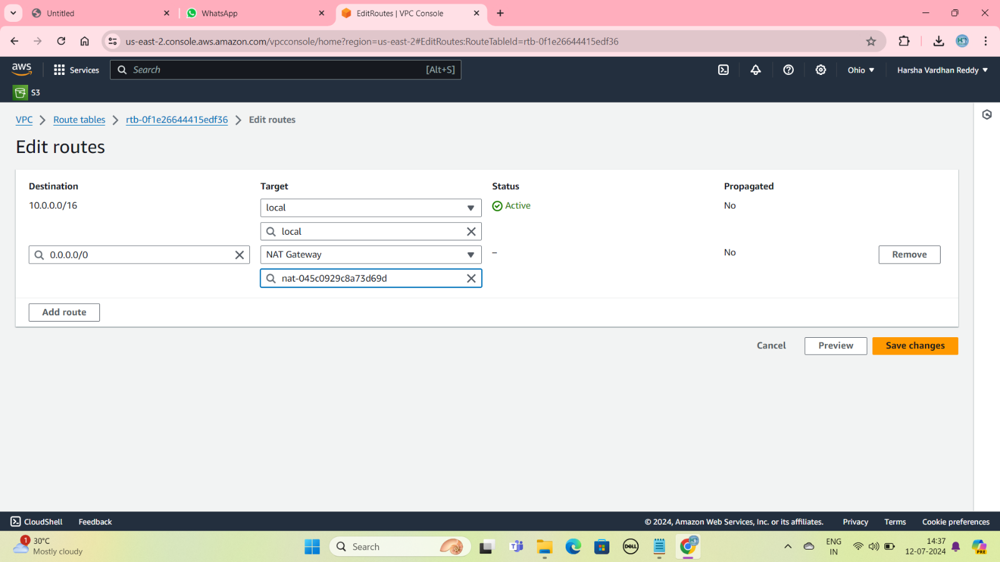 Untitled
WhatsApp
EditRoutes | VPC Console
us-east-2.console.aws.amazon.com/vpcconsole/home?region=us-east-2#EditRoutes:RouteTableId=rtb-0f1e26644415edf36
aws
Services
Search
[Alt+S]
Ohio
Harsha Vardhan Reddy
S3
VPC
Route tables
rtb-0f1e26644415edf36
Edit routes
Edit routes
Destination
Target
Status
Propagated
10.0.0.0/16
local
Active
No
local
0.0.0.0/0
NAT Gateway
–
No
Remove
nat-045c0929c8a73d69d
Add route
Cancel
Preview
Save changes
CloudShell
Feedback
© 2024, Amazon Web Services, Inc. or its affiliates.
Privacy
Terms
Cookie preferences
1
30°C
Mostly cloudy
Search
DELL
PRE
ENG
IN
14:37
12-07-2024